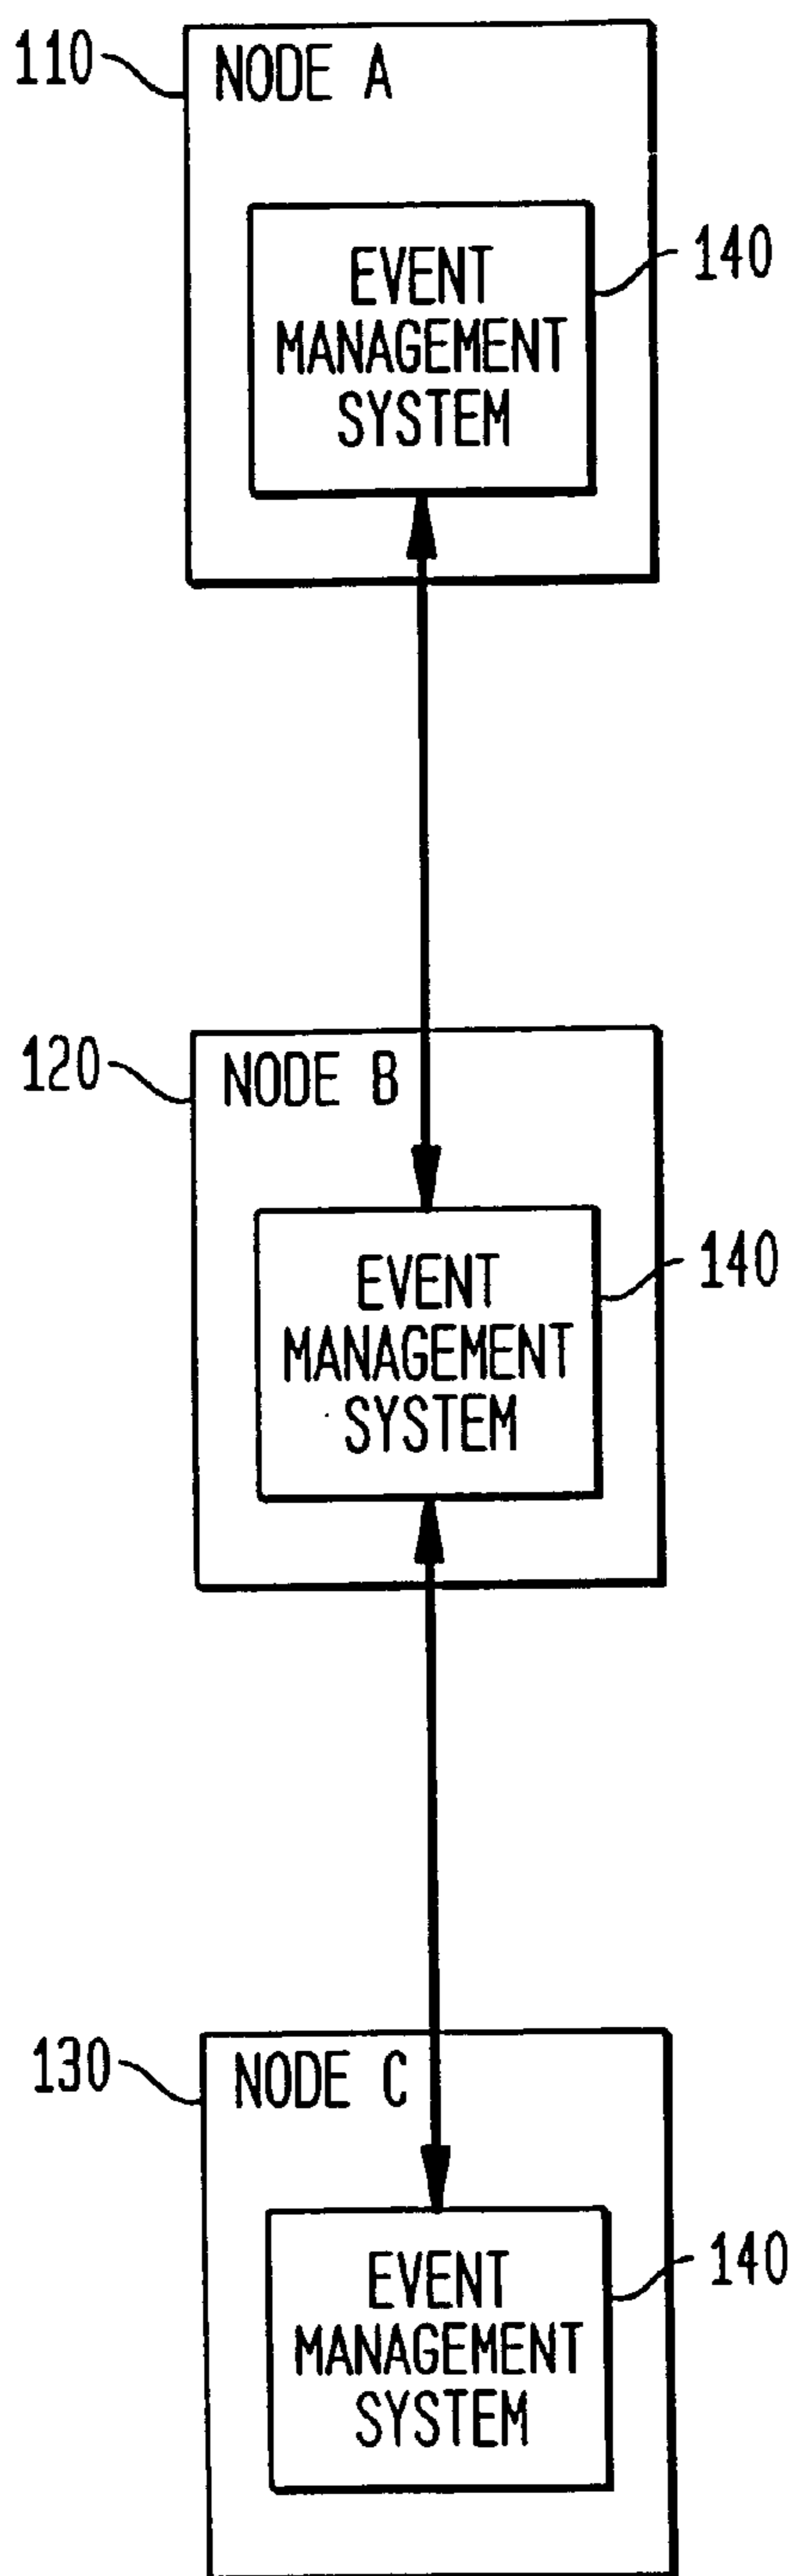 110
NODE A
EVENT
MANAGEMENT
SYSTEM
140
120
NODE B
EVENT
MANAGEMENT
SYSTEM
140
130
NODE C
EVENT
MANAGEMENT
SYSTEM
140